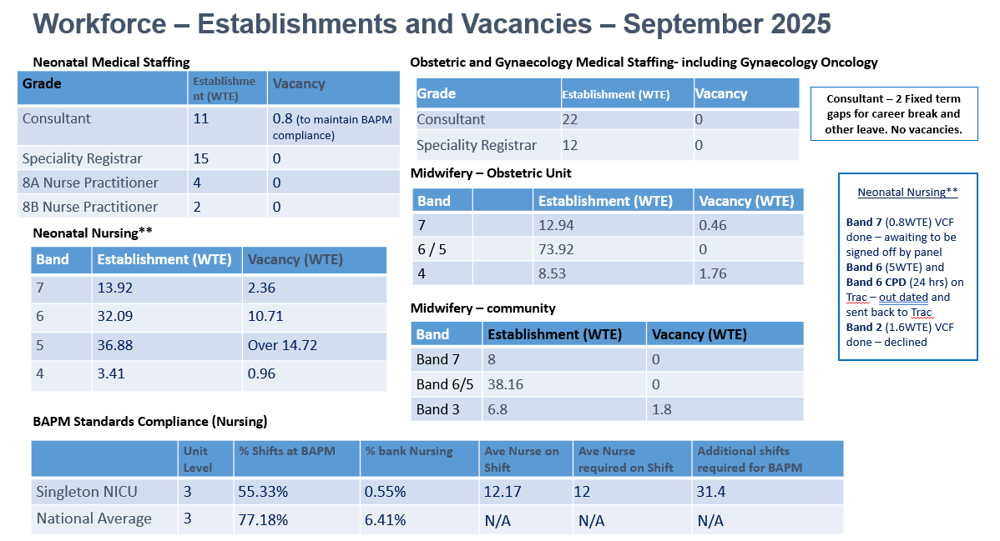 Workforce – Establishments and Vacancies – September 2025
Neonatal Medical Staffing
Grade Establishme nt (WTE) Vacancy
Consultant 11 0.8 (to maintain BAPM compliance)
Speciality Registrar 15 0
8A Nurse Practitioner 4 0
8B Nurse Practitioner 2 0
Neonatal Nursing**
Band Establishment (WTE) Vacancy (WTE)
7 13.92 2.36
6 32.09 10.71
5 36.88 Over 14.72
4 3.41 0.96
Obstetric and Gynaecology Medical Staffing- including Gynaecology Oncology
Grade Establishment (WTE) Vacancy
Consultant 22 0
Speciality Registrar 12 0
Consultant – 2 Fixed term
gaps for career break and
other leave. No vacancies.
Midwifery – Obstetric Unit
Band Establishment (WTE) Vacancy (WTE)
7 12.94 0.46
6 / 5 73.92 0
4 8.53 1.76
Midwifery – community
Band Establishment (WTE) Vacancy (WTE)
Band 7 8 0
Band 6/5 38.16 0
Band 3 6.8 1.8
Neonatal Nursing**
Band 7 (0.8WTE) VCF
done – awaiting to be
signed off by panel
Band 6 (5WTE) and
Band 6 CPD (24 hrs) on
Trac – out dated and
sent back to Trac
Band 2 (1.6WTE) VCF
done – declined
BAPM Standards Compliance (Nursing)
Unit Level % Shifts at BAPM % bank Nursing Ave Nurse on Shift Ave Nurse required on Shift Additional shifts required for BAPM
Singleton NICU 3 55.33% 0.55% 12.17 12 31.4
National Average 3 77.18% 6.41% N/A N/A N/A